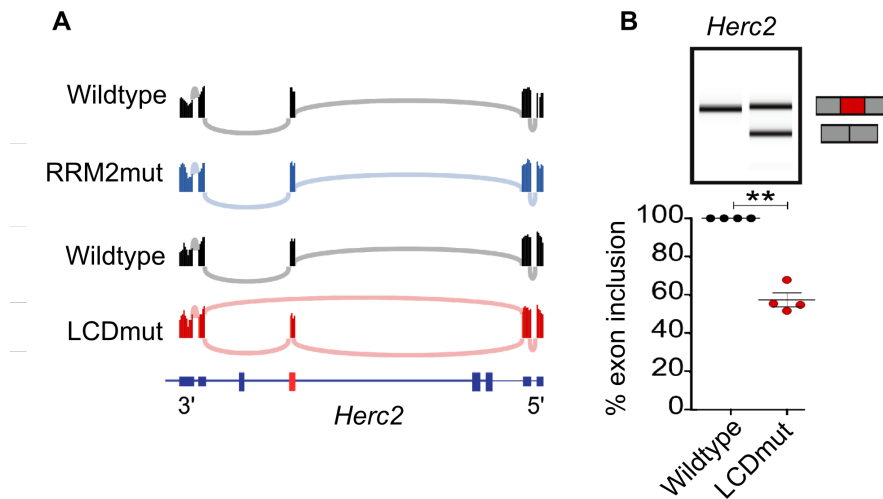 A
Wildtype
RRM2mut
Wildtype
LCDmut
3'
Herc2
5'
B
Herc2
**
% exon inclusion
100
80
60
40
20
0
Wildtype
LCDmut